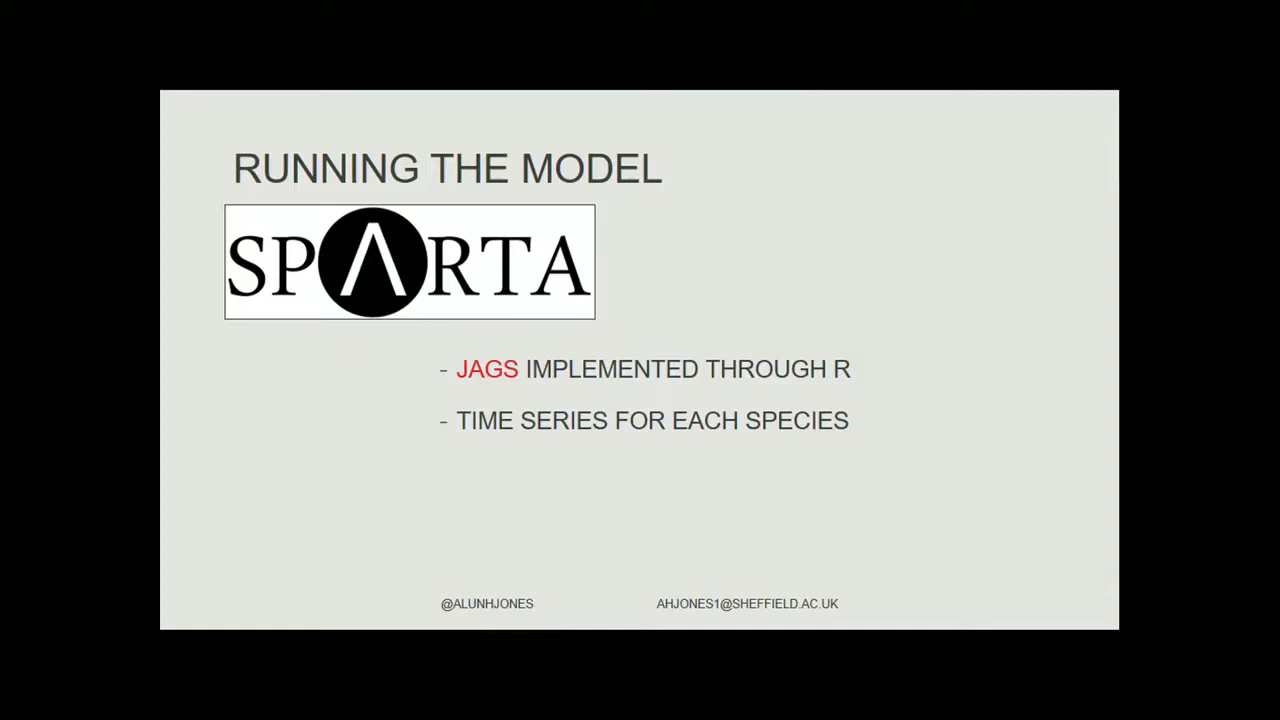 RUNNING THE MODEL
SPARTA
- JAGS IMPLEMENTED THROUGH R
- TIME SERIES FOR EACH SPECIES
@ALUNHJONES AHJONES1@SHEFFIELD.AC.UK